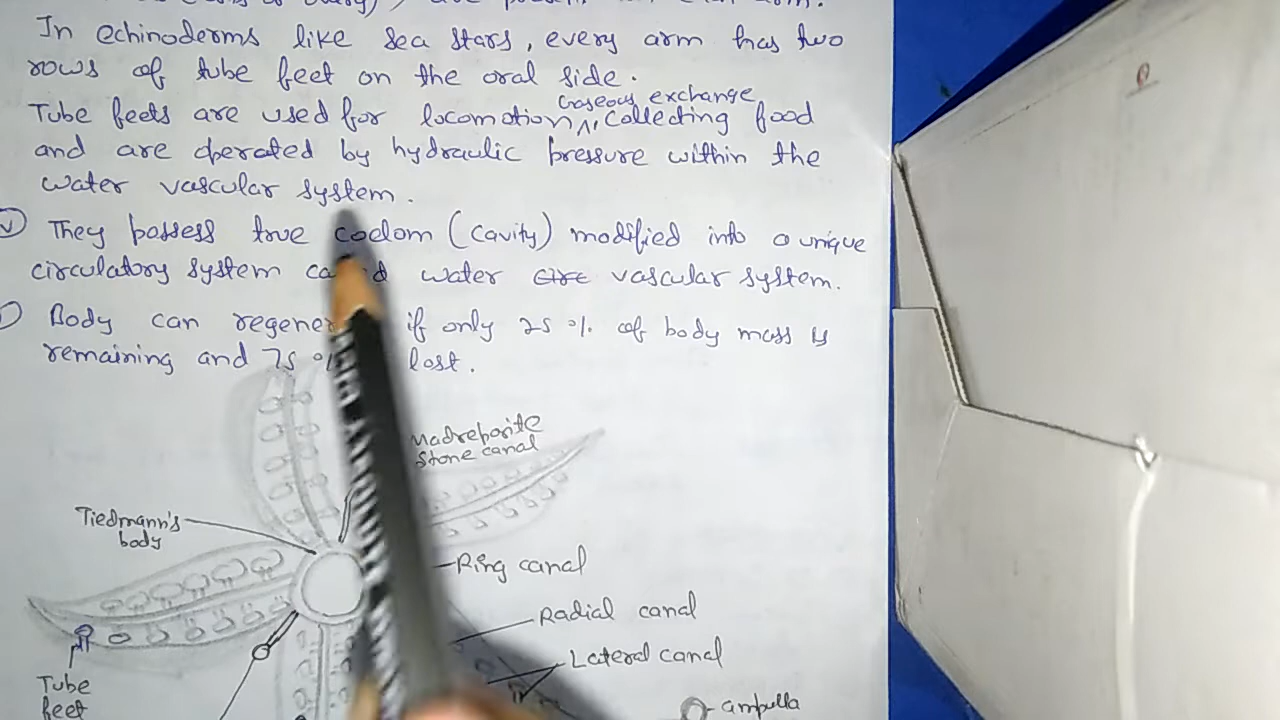 are present
In echinoderms like sea stars, every arm has two
rows of tube feet on the oral side.
Gaseous exchange
Tube feets are used for locomotion, collecting food
and are operated by hydraulic pressure within the
water vascular system.
v They possess true coelom (cavity) modified into a unique
circulatory system water circ vascular system.
Body can if only 25 % of body mass is
remaining and 75 % lost.
Madreporite
Stone canal
Tiedmann's
body
Ring canal
Radial canal
Lateral canal
Tube
feet
ampulla